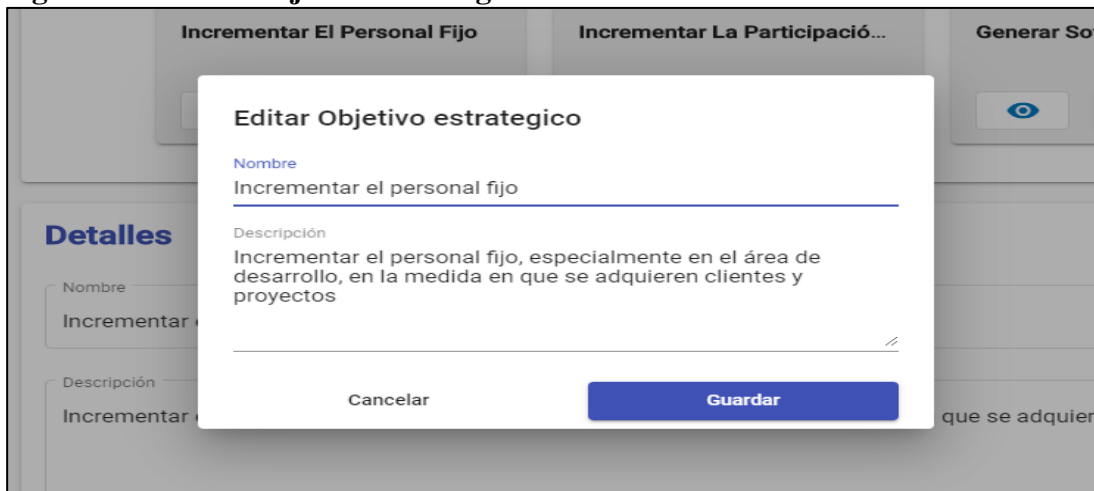 Incrementar El Personal Fijo
Incrementar La Participació...
Generar So
Editar Objetivo estrategico
Nombre
Incrementar el personal fijo
Descripción
Incrementar el personal fijo, especialmente en el área de
desarrollo, en la medida en que se adquieren clientes y
proyectos
Cancelar
Guardar
Detalles
Nombre
Incrementar
Descripción
Incrementar
que se adquier